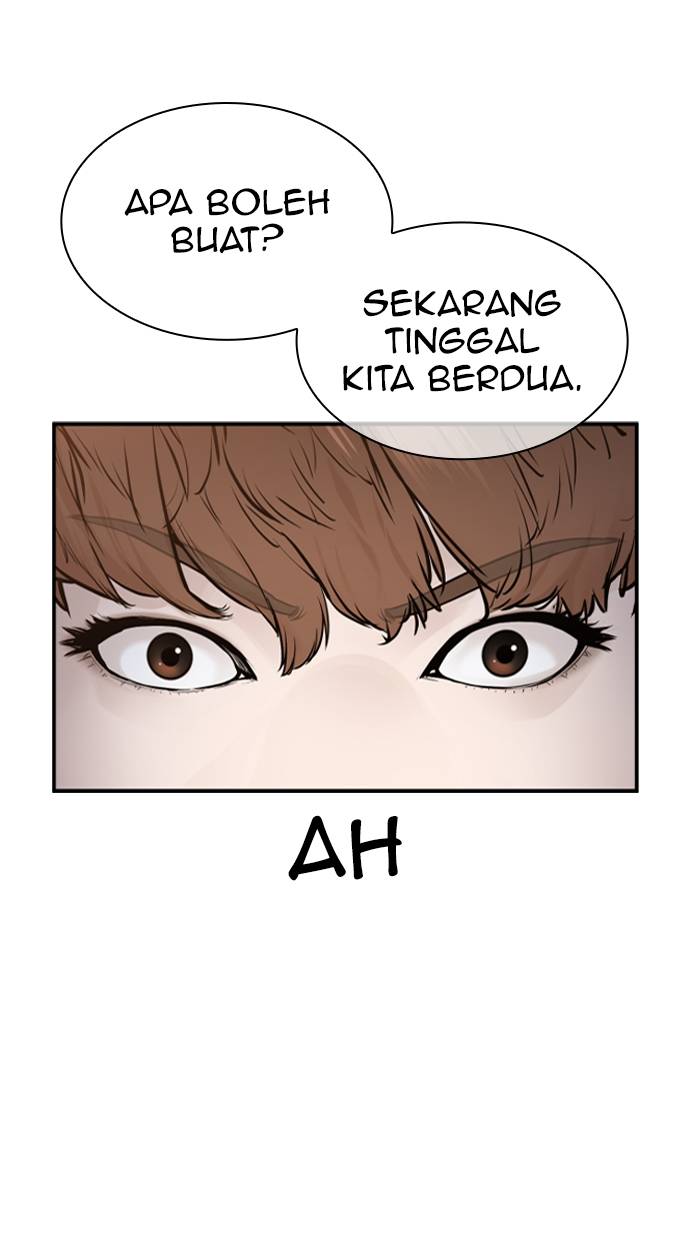 APA BOLEH
BUAT?
SEKARANG
TINGGAL
KITA BERDUA.
AH